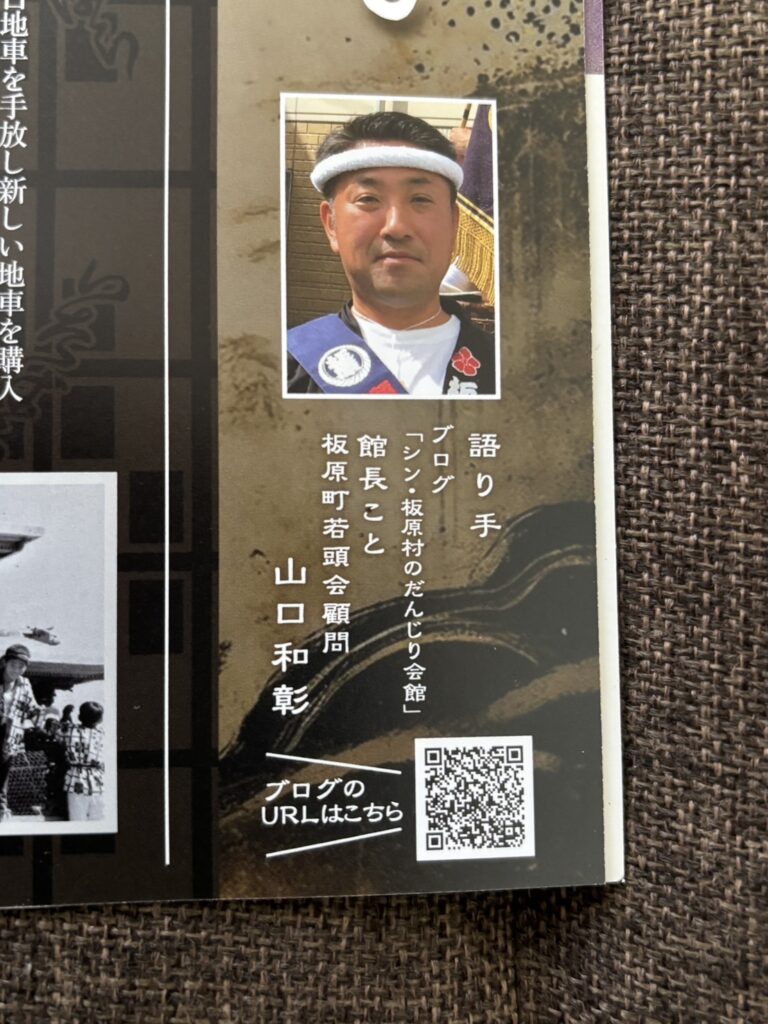 語り手
ブログ
「シン・板原村のだんじり会館」
館長こと
板原町若頭会顧問
山口和彰
ブログの
URLはこちら
地車を手放し新しい地車を購入
板